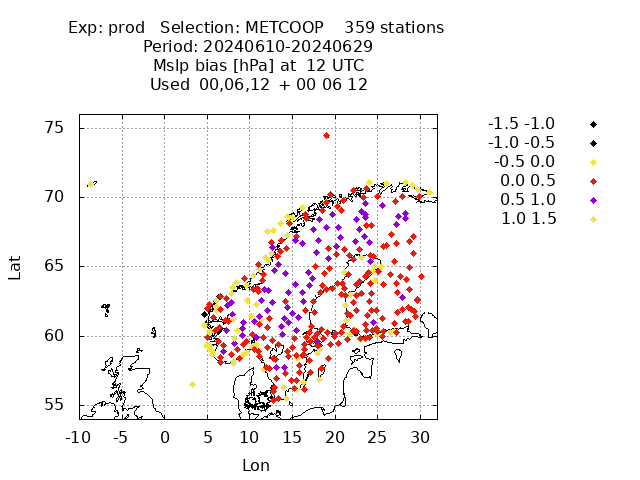 Exp: prod   Selection: METCOOP    359 stations
Period: 20240610-20240629
Mslp bias [hPa] at  12 UTC
Used  00,06,12  + 00 06 12
75
70
65
60
55
Lat
-10 -5 0 5 10 15 20 25 30
Lon
-1.5 -1.0
-1.0 -0.5
-0.5 0.0
0.0 0.5
0.5 1.0
1.0 1.5